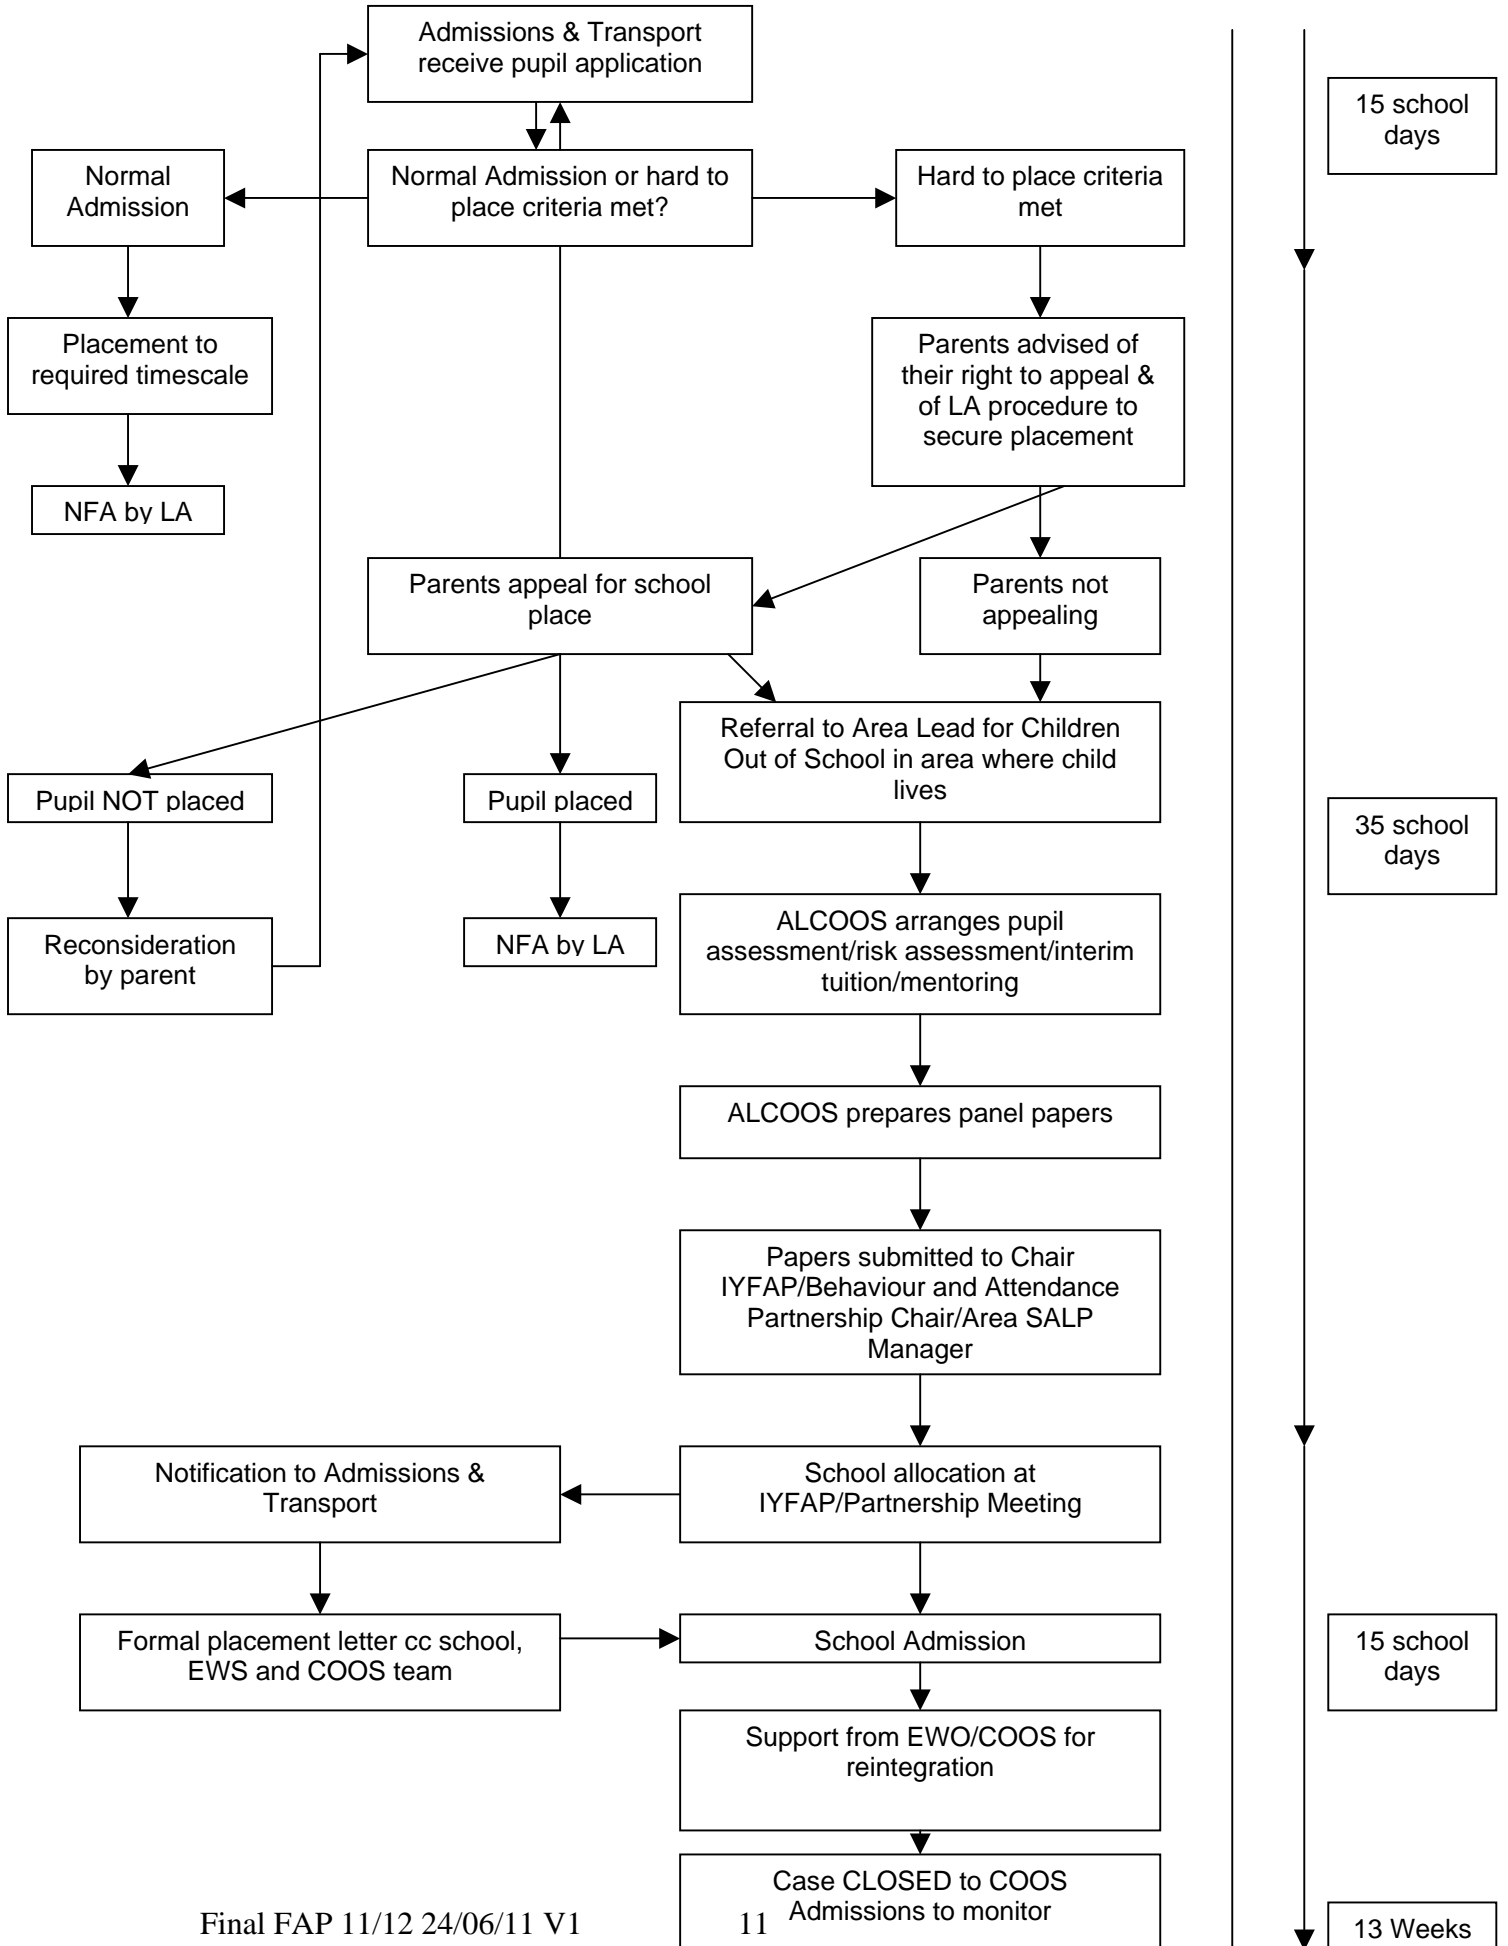 Admissions & Transport
receive pupil application
15 school
days
Normal
Admission
Normal Admission or hard to
place criteria met?
Hard to place criteria
met
Placement to
required timescale
Parents advised of
their right to appeal &
of LA procedure to
secure placement
NFA by LA
Parents appeal for school
place
Parents not
appealing
Referral to Area Lead for Children
Out of School in area where child
lives
Pupil NOT placed
Pupil placed
35 school
days
Reconsideration
by parent
NFA by LA
ALCOOS arranges pupil
assessment/risk assessment/interim
tuition/mentoring
ALCOOS prepares panel papers
Papers submitted to Chair
IYFAP/Behaviour and Attendance
Partnership Chair/Area SALP
Manager
Notification to Admissions &
Transport
School allocation at
IYFAP/Partnership Meeting
Formal placement letter cc school,
EWS and COOS team
School Admission
15 school
days
Support from EWO/COOS for
reintegration
Case CLOSED to COOS
Admissions to monitor
13 Weeks
Final FAP 11/12 24/06/11 V1
11